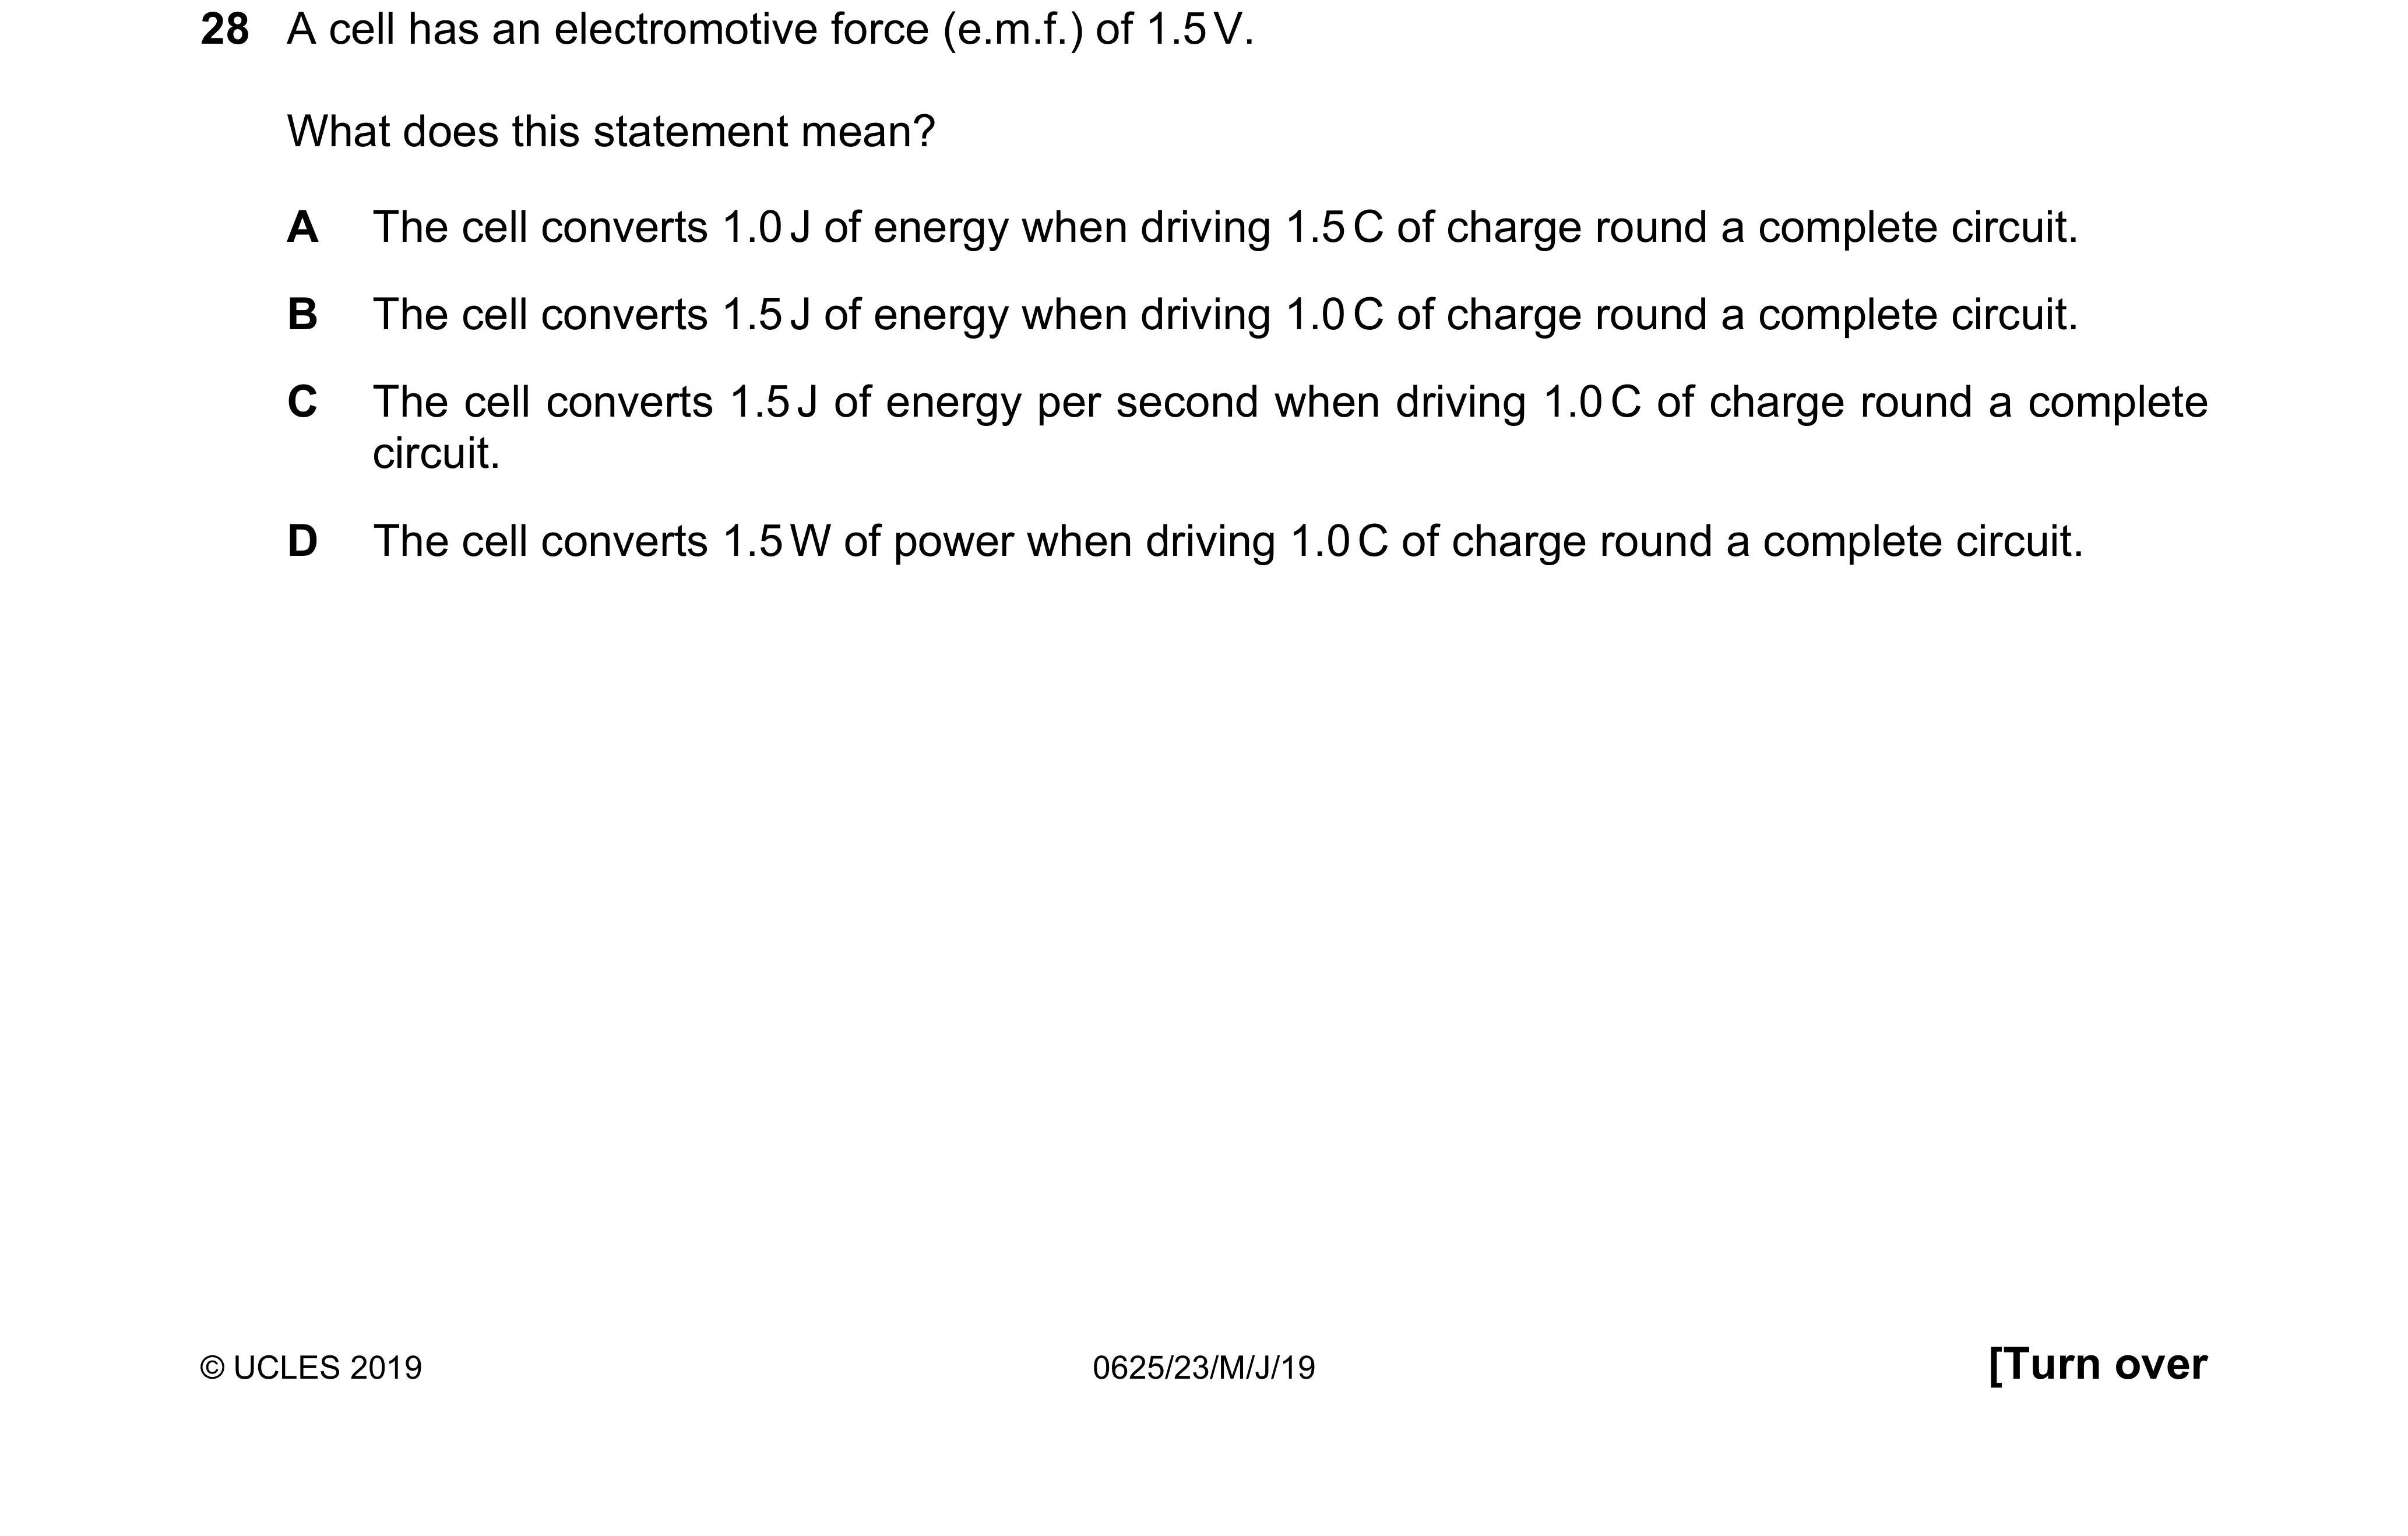 28 A cell has an electromotive force (e.m.f.) of 1.5 V.
What does this statement mean?
A The cell converts 1.0 J of energy when driving 1.5 C of charge round a complete circuit.
B The cell converts 1.5 J of energy when driving 1.0 C of charge round a complete circuit.
C The cell converts 1.5 J of energy per second when driving 1.0 C of charge round a complete
circuit.
D The cell converts 1.5 W of power when driving 1.0 C of charge round a complete circuit.
© UCLES 2019 0625/23/M/J/19 [Turn over